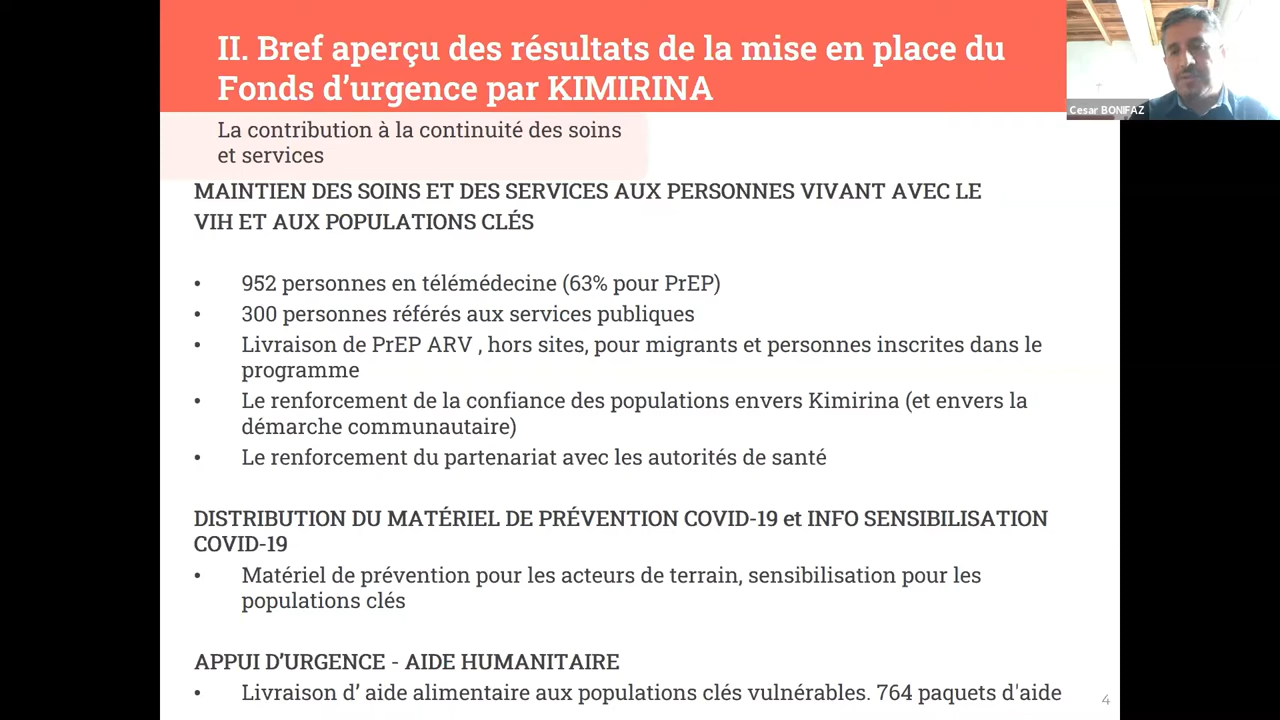 II. Bref aperçu des résultats de la mise en place du
Fonds d’urgence par KIMIRINA
Cesar BONIFAZ
La contribution à la continuité des soins
et services
MAINTIEN DES SOINS ET DES SERVICES AUX PERSONNES VIVANT AVEC LE
VIH ET AUX POPULATIONS CLÉS
• 952 personnes en télémédecine (63% pour PrEP)
• 300 personnes référés aux services publiques
• Livraison de PrEP ARV , hors sites, pour migrants et personnes inscrites dans le
programme
• Le renforcement de la confiance des populations envers Kimirina (et envers la
démarche communautaire)
• Le renforcement du partenariat avec les autorités de santé
DISTRIBUTION DU MATÉRIEL DE PRÉVENTION COVID-19 et INFO SENSIBILISATION
COVID-19
• Matériel de prévention pour les acteurs de terrain, sensibilisation pour les
populations clés
APPUI D’URGENCE - AIDE HUMANITAIRE
• Livraison d’ aide alimentaire aux populations clés vulnérables. 764 paquets d'aide
4